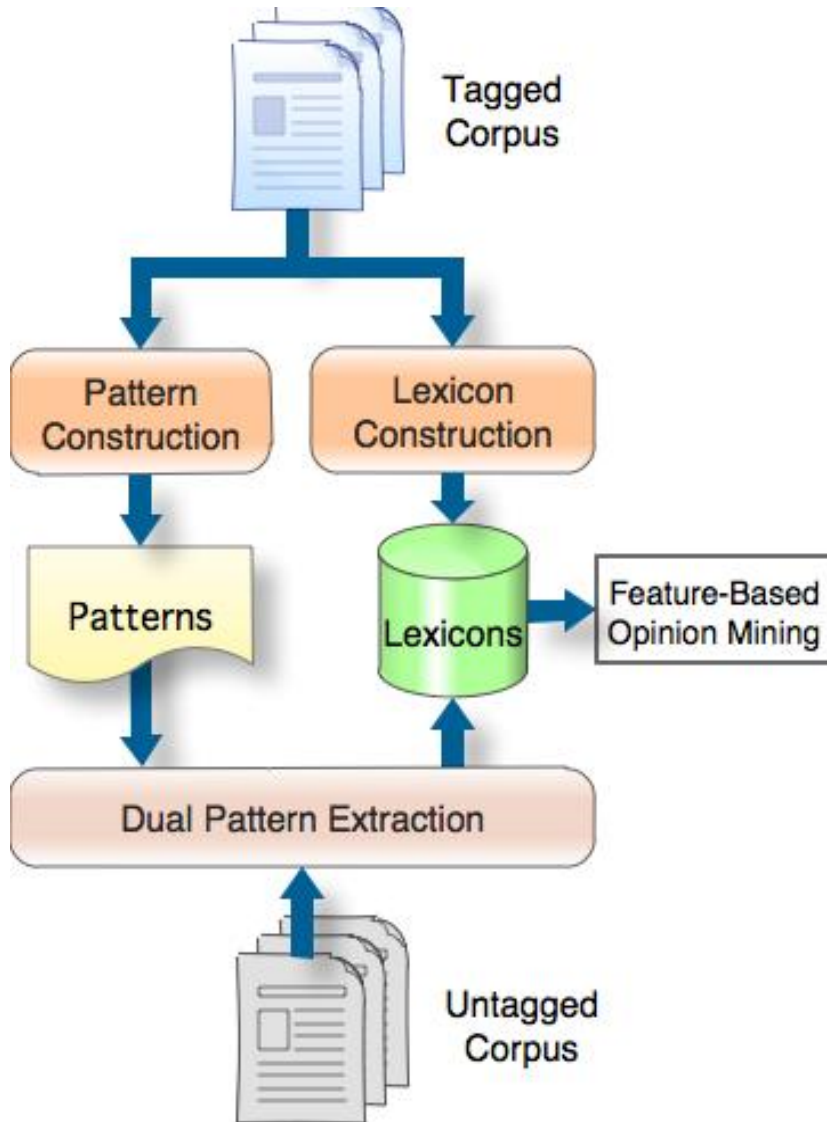 Tagged
Corpus
Pattern
Construction
Lexicon
Construction
Patterns
Lexicons
Feature-Based
Opinion Mining
Dual Pattern Extraction
Untagged
Corpus